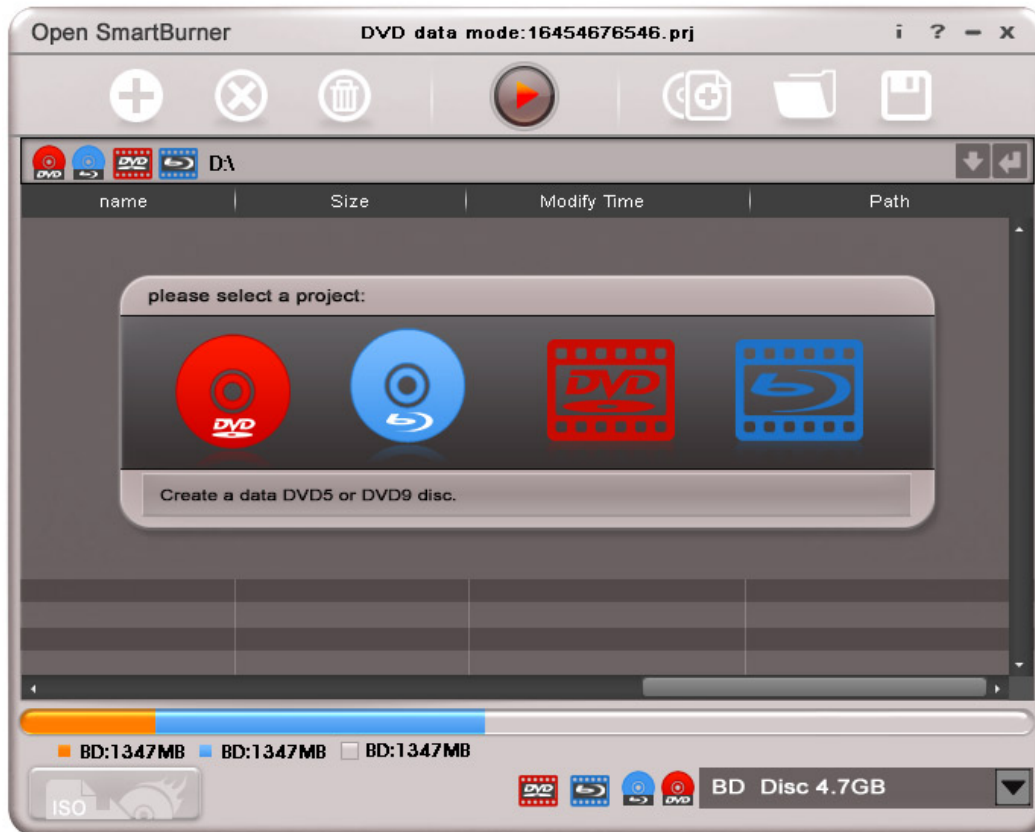 Open SmartBurner DVD data mode:16454676546.prj i ? – x
DVD DVD D:\
name Size Modify Time Path
please select a project:
DVD DVD
Create a data DVD5 or DVD9 disc.
BD:1347MB BD:1347MB BD:1347MB
ISO DVD DVD BD Disc 4.7GB